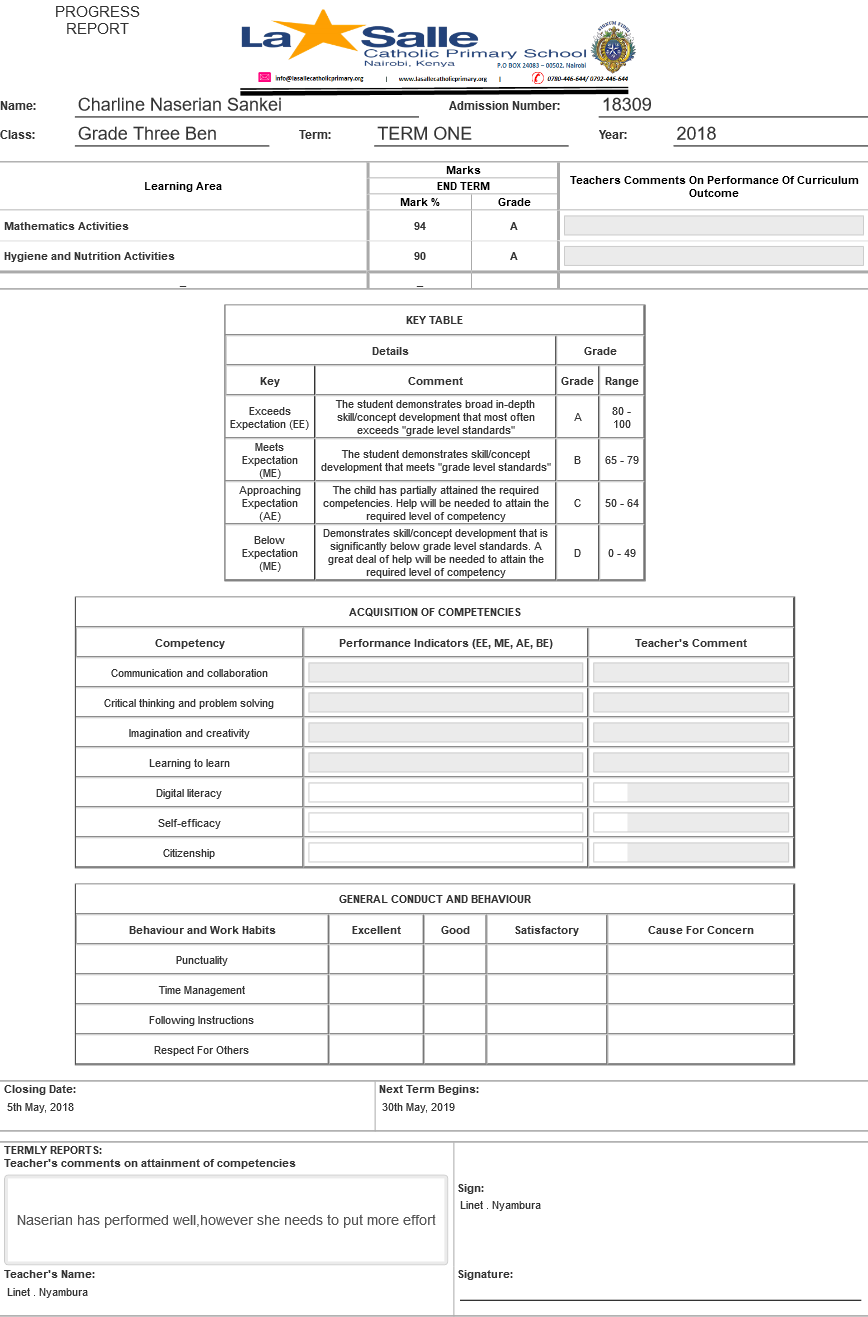 PROGRESS
REPORT
La Salle
Catholic Primary School
Nairobi, Kenya
P.O BOX 24083 – 00502, Nairobi
info@lasallecatholicprimary.org | www.lasallecatholicprimary.org | 0780-446-644/ 0792-446-644
Name: Charline Naserian Sankei Admission Number: 18309
Class: Grade Three Ben Term: TERM ONE Year: 2018
Learning Area Marks Teachers Comments On Performance Of Curriculum Outcome
END TERM
Mark % Grade
Mathematics Activities 94 A
Hygiene and Nutrition Activities 90 A
_ _
KEY TABLE
Details Grade
Key Comment Grade Range
Exceeds Expectation (EE) The student demonstrates broad in-depth skill/concept development that most often exceeds "grade level standards" A 80 - 100
Meets Expectation (ME) The student demonstrates skill/concept development that meets "grade level standards" B 65 - 79
Approaching Expectation (AE) The child has partially attained the required competencies. Help will be needed to attain the required level of competency C 50 - 64
Below Expectation (ME) Demonstrates skill/concept development that is significantly below grade level standards. A great deal of help will be needed to attain the required level of competency D 0 - 49
ACQUISITION OF COMPETENCIES
Competency Performance Indicators (EE, ME, AE, BE) Teacher's Comment
Communication and collaboration
Critical thinking and problem solving
Imagination and creativity
Learning to learn
Digital literacy
Self-efficacy
Citizenship
GENERAL CONDUCT AND BEHAVIOUR
Behaviour and Work Habits Excellent Good Satisfactory Cause For Concern
Punctuality
Time Management
Following Instructions
Respect For Others
Closing Date: Next Term Begins:
5th May, 2018 30th May, 2019
TERMLY REPORTS:
Teacher's comments on attainment of competencies
Naserian has performed well,however she needs to put more effort
Sign:
Linet . Nyambura
Teacher's Name: Signature:
Linet . Nyambura